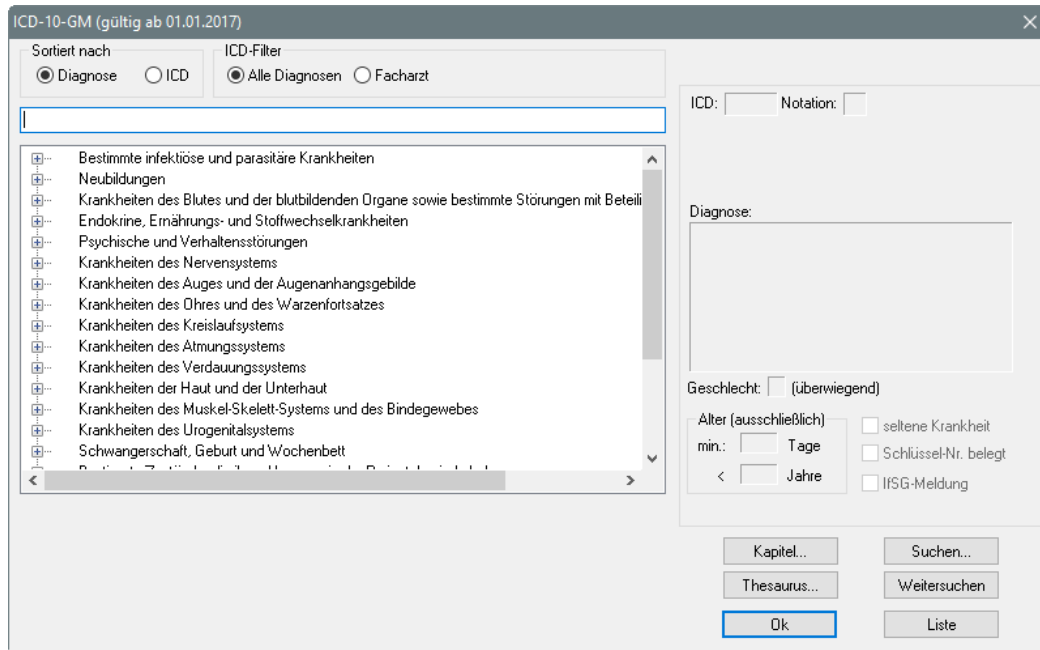 ICD-10-GM (gültig ab 01.01.2017)
Sortiert nach
ICD-Filter
Diagnose ICD
Alle Diagnosen Facharzt
ICD: Notation:
Bestimmte infektiöse und parasitäre Krankheiten
Neubildungen
Krankheiten des Blutes und der blutbildenden Organe sowie bestimmte Störungen mit Beteili
Endokrine, Ernährungs- und Stoffwechselkrankheiten
Psychische und Verhaltensstörungen
Krankheiten des Nervensystems
Krankheiten des Auges und der Augenanhangsgebilde
Krankheiten des Ohres und des Warzenfortsatzes
Krankheiten des Kreislaufsystems
Krankheiten des Atmungssystems
Krankheiten des Verdauungssystems
Krankheiten der Haut und der Unterhaut
Krankheiten des Muskel-Skelett-Systems und des Bindegewebes
Krankheiten des Urogenitalsystems
Schwangerschaft, Geburt und Wochenbett
Diagnose:
Geschlecht: (überwiegend)
Alter (ausschließlich)
min.: Tage
< Jahre
seltene Krankheit
Schlüssel-Nr. belegt
IfSG-Meldung
Kapitel... Suchen...
Thesaurus... Weitersuchen
Ok Liste